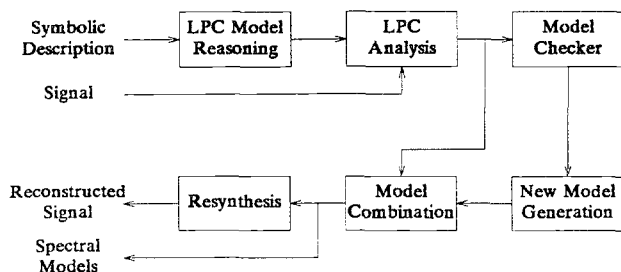 Symbolic
Description
LPC Model
Reasoning
LPC
Analysis
Model
Checker
Signal
Reconstructed
Signal
Resynthesis
Model
Combination
New Model
Generation
Spectral
Models